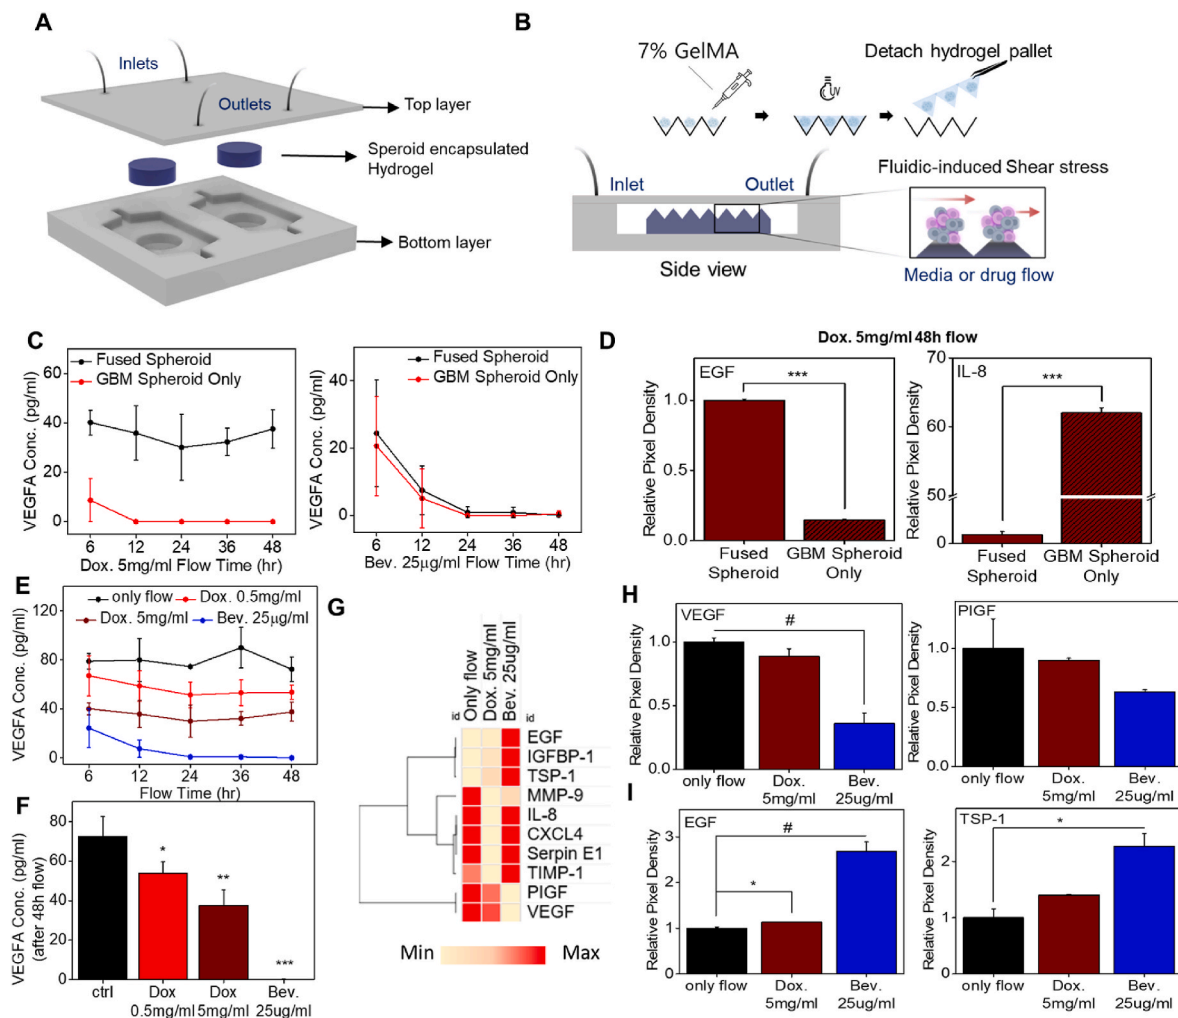 A
Inlets
Outlets
Top layer
Speroid encapsulated
Hydrogel
Bottom layer
B
7% GelMA
UV
Detach hydrogel pallet
Inlet
Outlet
Side view
Fluidic-induced Shear stress
Media or drug flow
C
Fused Spheroid
GBM Spheroid Only
VEGFA Conc. (pg/ml)
60
40
20
0
6 12 24 36 48
Dox. 5mg/ml Flow Time (hr)
Fused Spheroid
GBM Spheroid Only
VEGFA Conc. (pg/ml)
40
20
0
6 12 24 36 48
Bev. 25μg/ml Flow Time (hr)
D
Dox. 5mg/ml 48h flow
EGF
***
Relative Pixel Density
1.0
0.5
0.0
Fused
Spheroid
GBM Spheroid
Only
IL-8
***
Relative Pixel Density
70
60
50
0
Fused
Spheroid
GBM Spheroid
Only
E
only flow
Dox. 0.5mg/ml
Dox. 5mg/ml
Bev. 25μg/ml
VEGFA Conc. (pg/ml)
120
80
40
0
6 12 24 36 48
Flow Time (hr)
F
VEGFA Conc. (pg/ml)
(after 48h flow)
80
60
40
20
0
*
**
***
ctrl
Dox
0.5mg/ml
Dox
5mg/ml
Bev.
25ug/ml
G
id
Only flow
Dox. 5mg/ml
Bev. 25ug/ml
id
EGF
IGFBP-1
TSP-1
MMP-9
IL-8
CXCL4
Serpin E1
TIMP-1
PIGF
VEGF
Min
Max
H
VEGF
#
Relative Pixel Density
1.0
0.5
0.0
only flow
Dox.
5mg/ml
Bev.
25ug/ml
PIGF
Relative Pixel Density
1.0
0.5
0.0
only flow
Dox.
5mg/ml
Bev.
25ug/ml
I
EGF
#
*
Relative Pixel Density
3
2
1
0
only flow
Dox.
5mg/ml
Bev.
25ug/ml
TSP-1
*
Relative Pixel Density
2
1
0
only flow
Dox.
5mg/ml
Bev.
25ug/ml